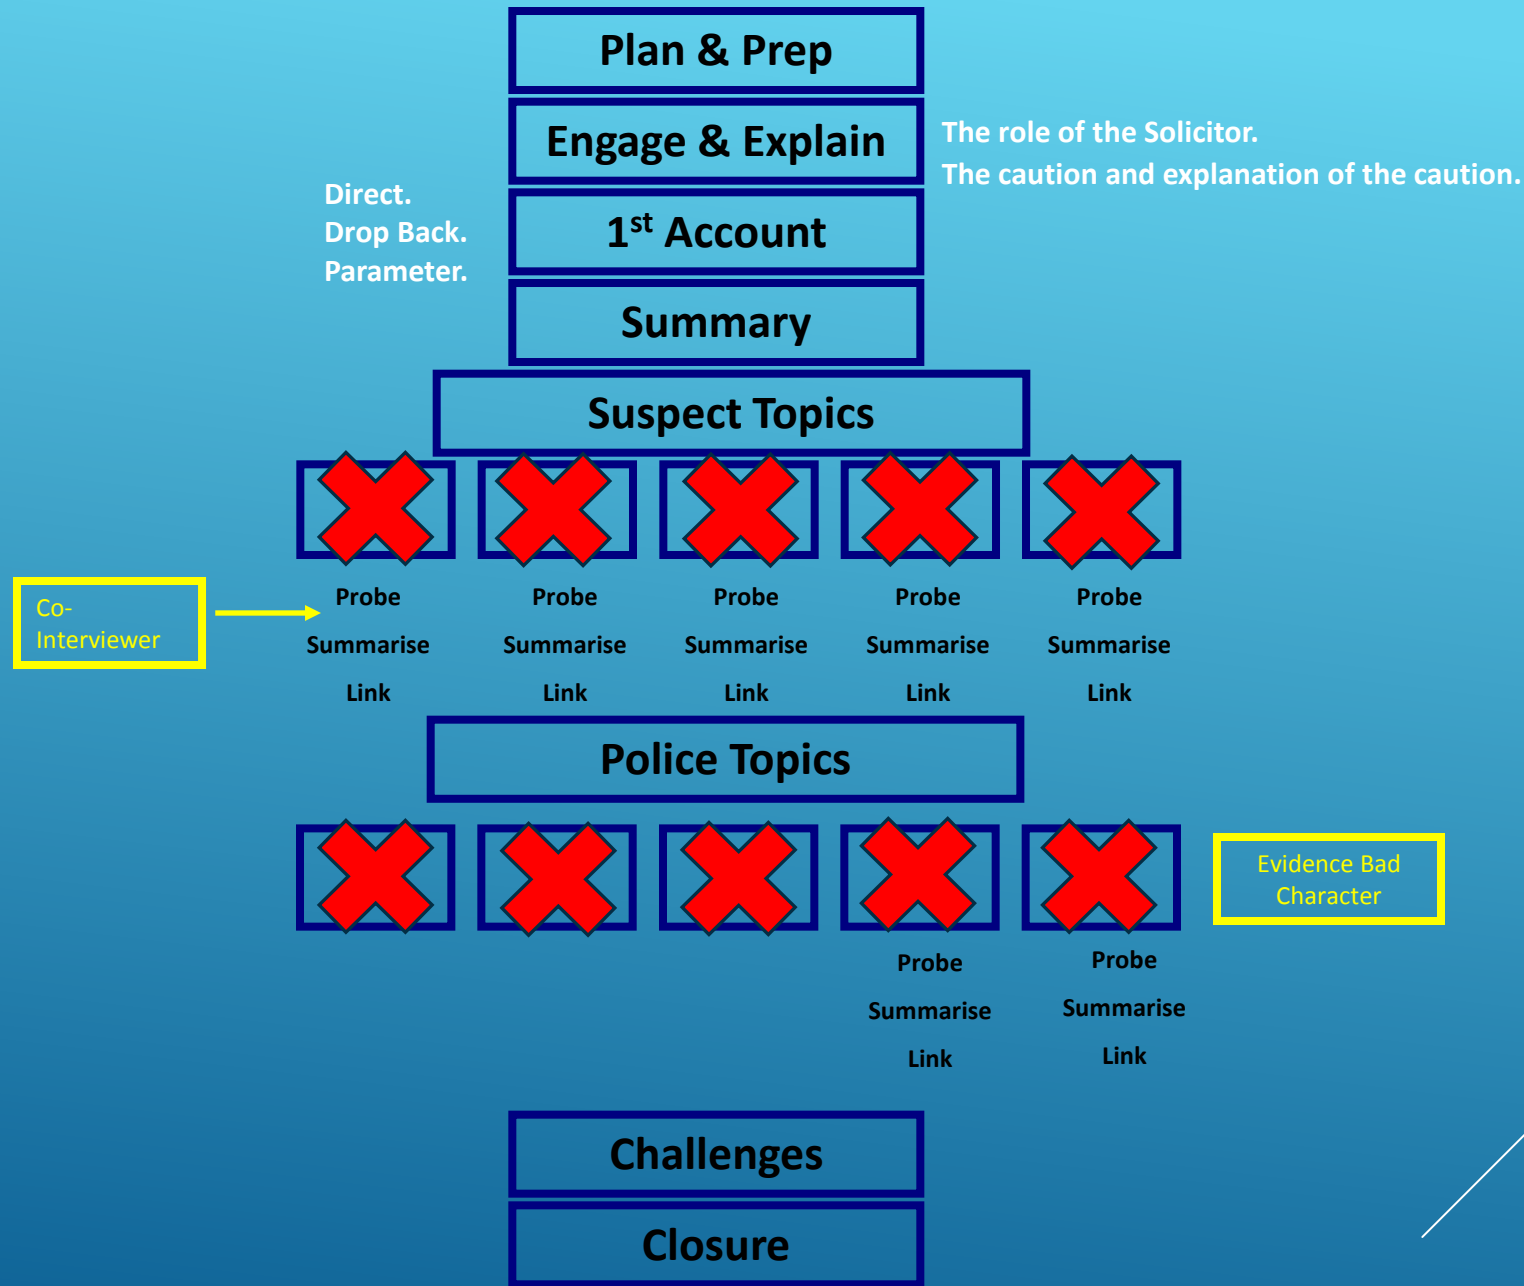 Plan & Prep
Engage & Explain
The role of the Solicitor.
The caution and explanation of the caution.
Direct.
Drop Back.
Parameter.
1st Account
Summary
Suspect Topics
Co-
Interviewer
Probe
Summarise
Link
Probe
Summarise
Link
Probe
Summarise
Link
Probe
Summarise
Link
Probe
Summarise
Link
Police Topics
Evidence Bad
Character
Probe
Summarise
Link
Probe
Summarise
Link
Challenges
Closure